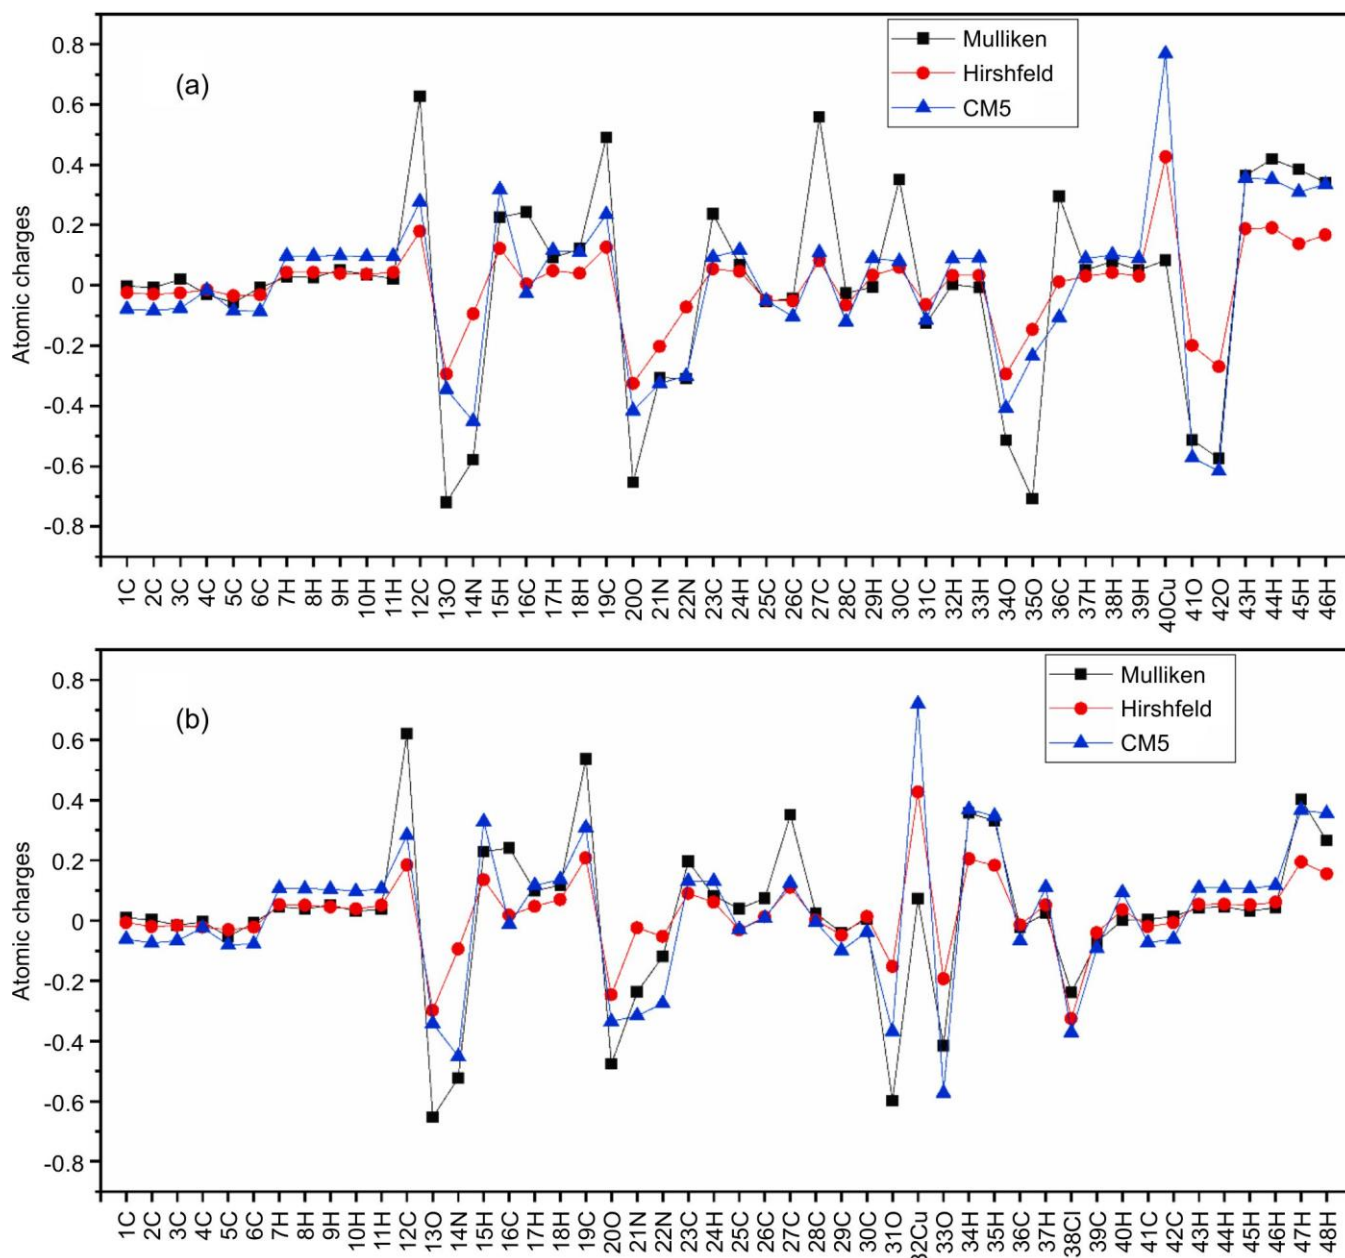 (a)
Mulliken
Hirshfeld
CM5
Atomic charges
0.8
0.6
0.4
0.2
0
-0.2
-0.4
-0.6
-0.8
1C 2C 3C 4C 5C 6C 7H 8H 9H 10H 11H 12C 13O 14N 15H 16C 17H 18H 19C 20O 21N 22N 23C 24H 25C 26C 27C 28C 29H 30C 31C 32H 33H 34O 35O 36C 37H 38H 39H 40Cu 41O 42O 43H 44H 45H 46H
(b)
Mulliken
Hirshfeld
CM5
Atomic charges
0.8
0.6
0.4
0.2
0
-0.2
-0.4
-0.6
-0.8
1C 2C 3C 4C 5C 6C 7H 8H 9H 10H 11H 12C 13O 14N 15H 16C 17H 18H 19C 20O 21N 22N 23C 24H 25C 26C 27C 28C 29C 30C 31O 32Cu 33O 34H 35H 36C 37H 38Cl 39C 40H 41C 42C 43H 44H 45H 46H 47H 48H